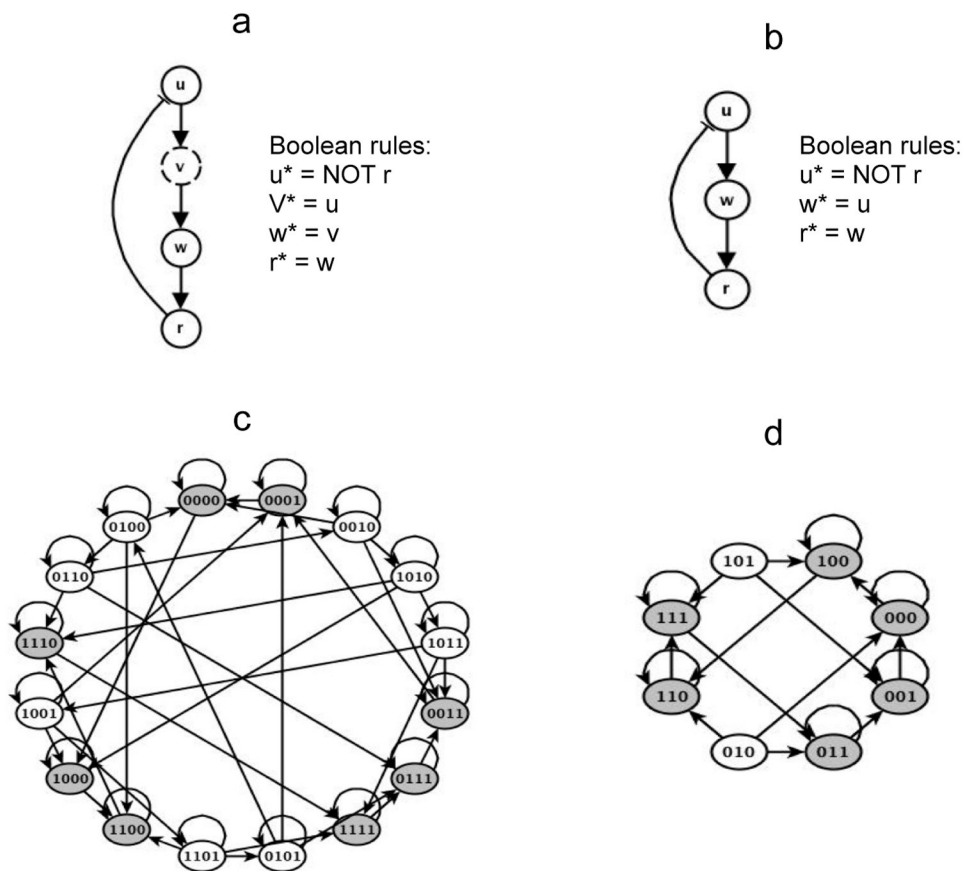 a
b
u
v
w
r
Boolean rules:
u* = NOT r
V* = u
w* = v
r* = w
u
w
r
Boolean rules:
u* = NOT r
w* = u
r* = w
c
d
0000
0001
0100
0010
0110
1010
1110
1011
1001
0011
1000
0111
1100
1111
1101
0101
101
100
111
000
110
001
010
011